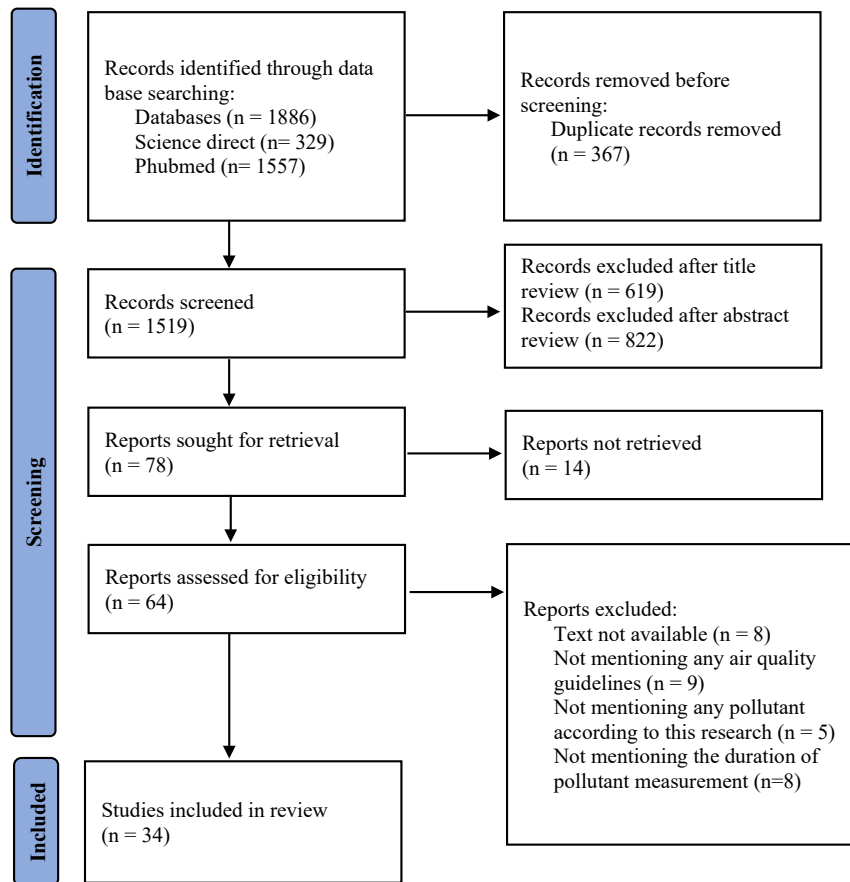 Identification
Records identified through data
base searching:
Databases (n = 1886)
Science direct (n= 329)
Phubmed (n= 1557)
Records removed before
screening:
Duplicate records removed
(n = 367)
Screening
Records screened
(n = 1519)
Records excluded after title
review (n = 619)
Records excluded after abstract
review (n = 822)
Reports sought for retrieval
(n = 78)
Reports not retrieved
(n = 14)
Reports assessed for eligibility
(n = 64)
Reports excluded:
Text not available (n = 8)
Not mentioning any air quality
guidelines (n = 9)
Not mentioning any pollutant
according to this research (n = 5)
Not mentioning the duration of
pollutant measurement (n=8)
Included
Studies included in review
(n = 34)